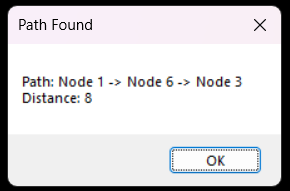 Path Found
Path: Node 1 -> Node 6 -> Node 3
Distance: 8
OK